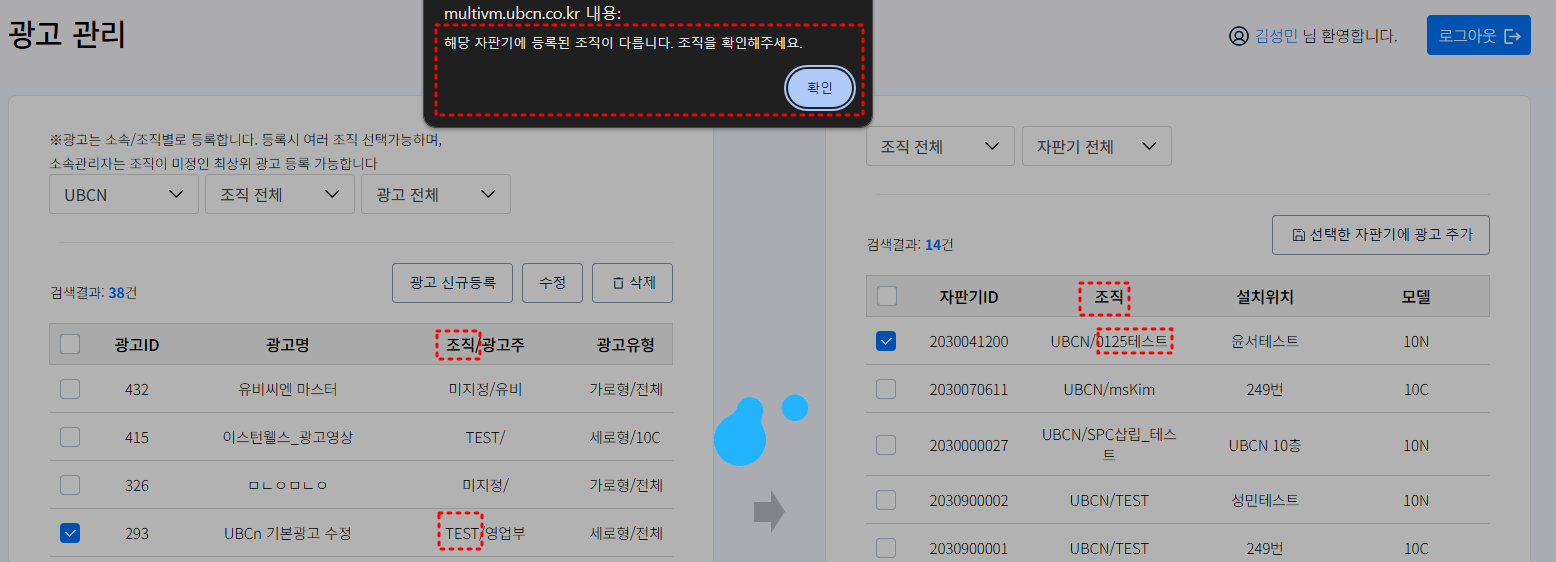 광고 관리
multivm.ubcn.co.kr 내용:
해당 자판기에 등록된 조직이 다릅니다. 조직을 확인해주세요.
확인
김성민 님 환영합니다.
로그아웃
※광고는 소속/조직별로 등록합니다. 등록시 여러 조직 선택가능하며,
소속관리자는 조직이 미정인 최상위 광고 등록 가능합니다
UBCN 조직 전체 광고 전체
검색결과: 38건
광고 신규등록 수정 삭제
광고ID 광고명 조직/광고주 광고유형
432 유비씨엔 마스터 미지정/유비 가로형/전체
415 이스턴웰스_광고영상 TEST/ 세로형/10C
326 ㅁㄴㅇㅁㄴㅇ 미지정/ 가로형/전체
293 UBCn 기본광고 수정 TEST/영업부 세로형/전체
조직 전체 자판기 전체
검색결과: 14건
선택한 자판기에 광고 추가
자판기ID 조직 설치위치 모델
2030041200 UBCN/0125테스트 윤서테스트 10N
2030070611 UBCN/msKim 249번 10C
2030000027 UBCN/SPC삽립_테스
트 UBCN 10층 10N
2030900002 UBCN/TEST 성민테스트 10N
2030900001 UBCN/TEST 249번 10C